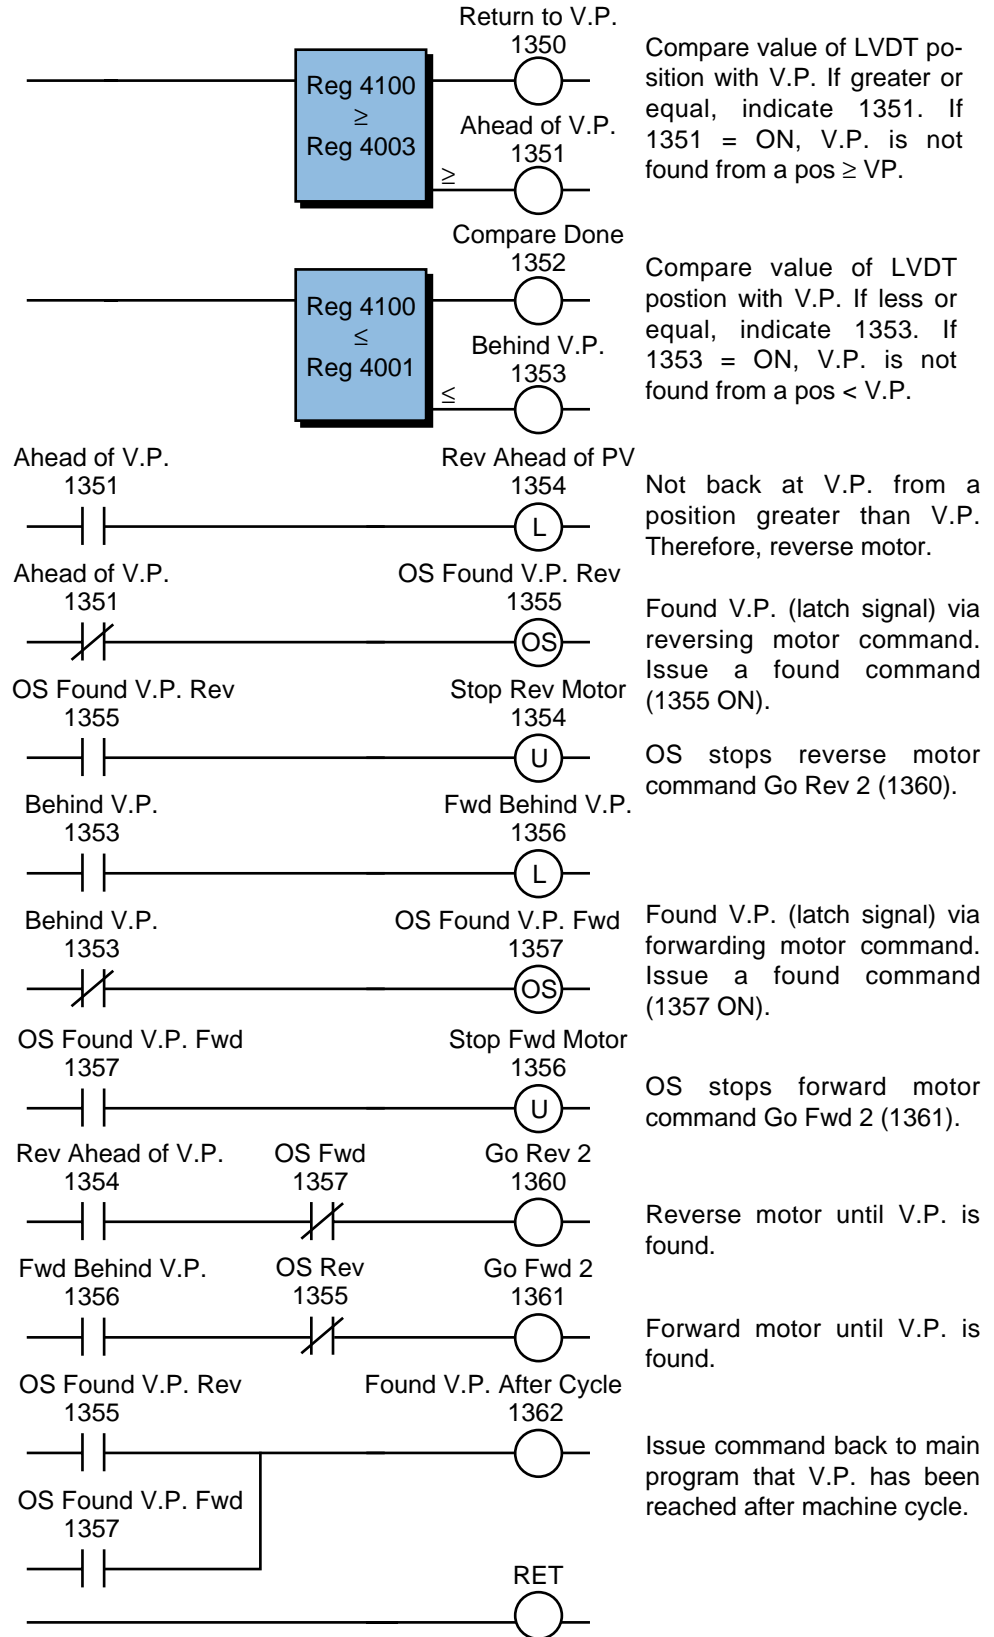 Return to V.P.
1350
Reg 4100
≥
Reg 4003
Ahead of V.P.
1351
≥
Compare value of LVDT po-
sition with V.P. If greater or
equal, indicate 1351. If
1351 = ON, V.P. is not
found from a pos ≥ VP.
Compare Done
1352
Reg 4100
≤
Reg 4001
Behind V.P.
1353
≤
Compare value of LVDT
postion with V.P. If less or
equal, indicate 1353. If
1353 = ON, V.P. is not
found from a pos < V.P.
Ahead of V.P.
1351
Rev Ahead of PV
1354
L
Not back at V.P. from a
position greater than V.P.
Therefore, reverse motor.
Ahead of V.P.
1351
OS Found V.P. Rev
1355
OS
Found V.P. (latch signal) via
reversing motor command.
Issue a found command
(1355 ON).
OS Found V.P. Rev
1355
Stop Rev Motor
1354
U
OS stops reverse motor
command Go Rev 2 (1360).
Behind V.P.
1353
Fwd Behind V.P.
1356
L
Behind V.P.
1353
OS Found V.P. Fwd
1357
OS
Found V.P. (latch signal) via
forwarding motor command.
Issue a found command
(1357 ON).
OS Found V.P. Fwd
1357
Stop Fwd Motor
1356
U
OS stops forward motor
command Go Fwd 2 (1361).
Rev Ahead of V.P.
1354
OS Fwd
1357
Go Rev 2
1360
Reverse motor until V.P. is
found.
Fwd Behind V.P.
1356
OS Rev
1355
Go Fwd 2
1361
Forward motor until V.P. is
found.
OS Found V.P. Rev
1355
Found V.P. After Cycle
1362
OS Found V.P. Fwd
1357
Issue command back to main
program that V.P. has been
reached after machine cycle.
RET